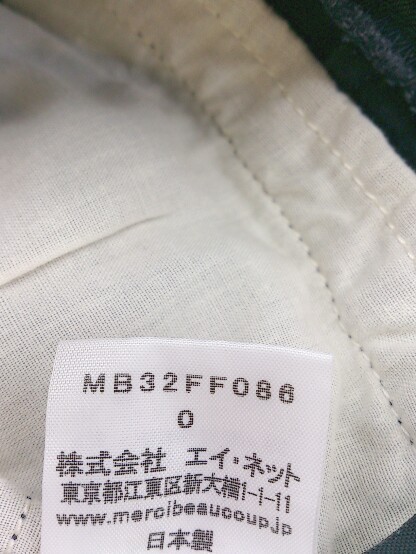 MB32FF086
0
株式会社 エイ・ネット
東京都江東区新大橋1-1-11
www.mercibeaucoup.jp
日本製